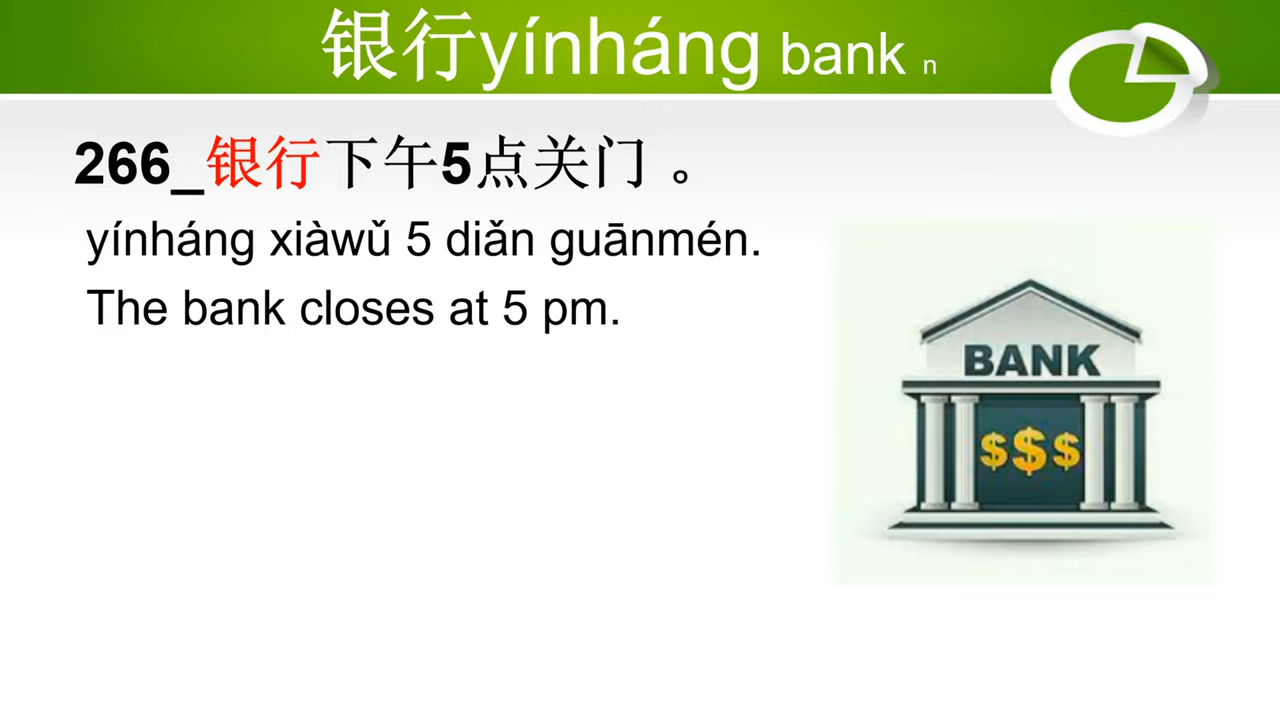 银行yínháng bank n
266_银行下午5点关门 。
yínháng xiàwǔ 5 diǎn guānmén.
The bank closes at 5 pm.
BANK
$$$